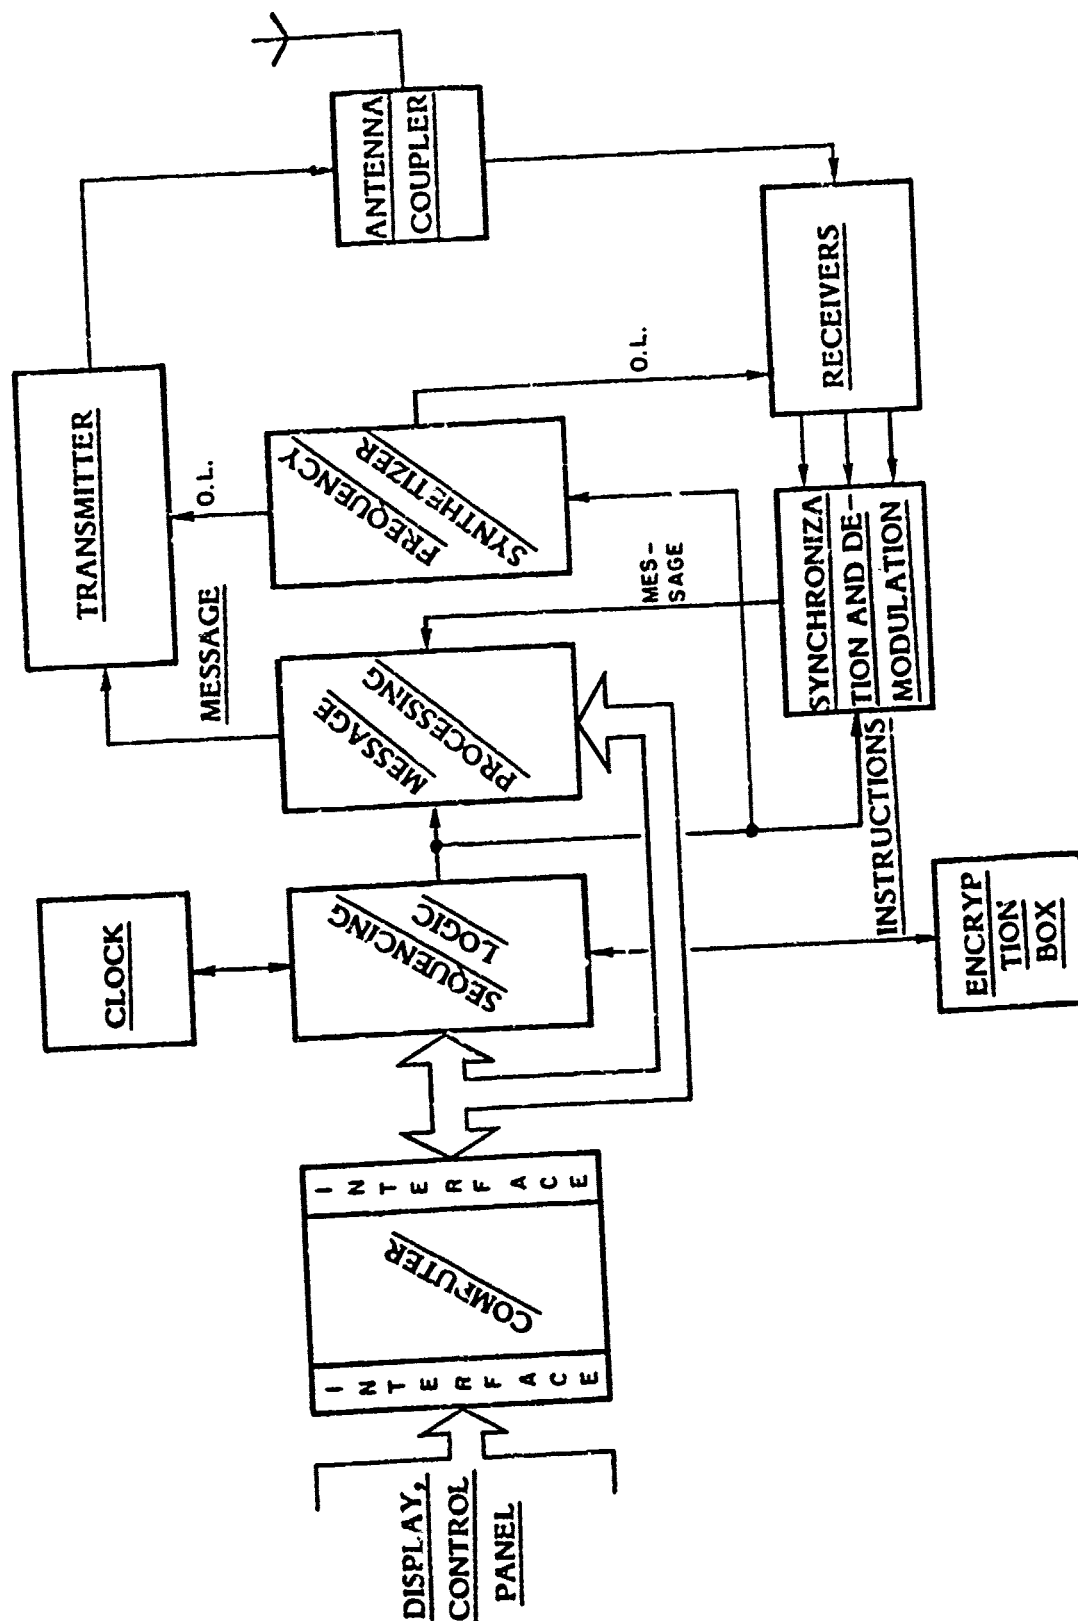 DISPLAY,
CONTROL
PANEL
INTERFACE
COMPUTER
INTERFACE
CLOCK
SEQUENCING
LOGIC
ENCRYP
TION
BOX
INSTRUCTIONS
MESSAGE
PROCESSING
MESSAGE
MES-
SAGE
TRANSMITTER
O.L.
FREQUENCY
SYNTHETIZER
O.L.
SYNCHRONIZA
TION AND DE-
MODULATION
ANTENNA
COUPLER
RECEIVERS